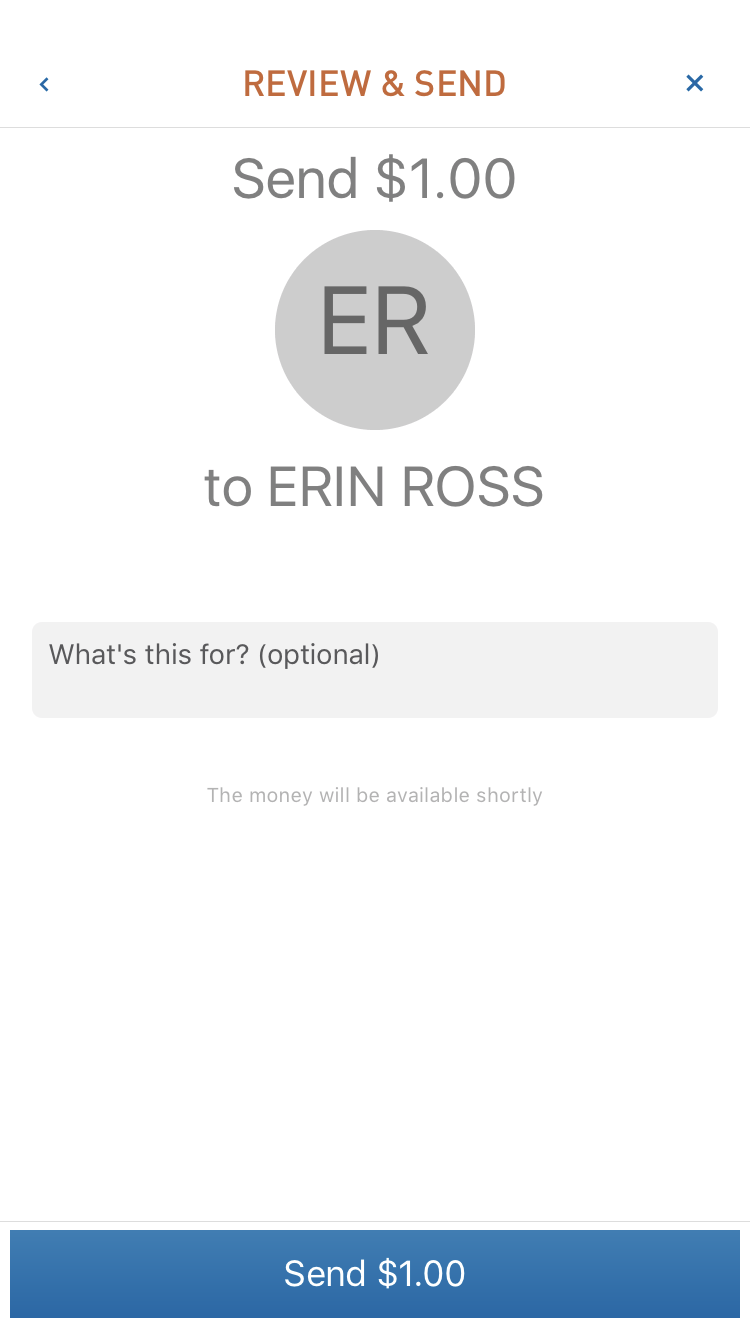 REVIEW & SEND
Send $1.00
ER
to ERIN ROSS
What's this for? (optional)
The money will be available shortly
Send $1.00